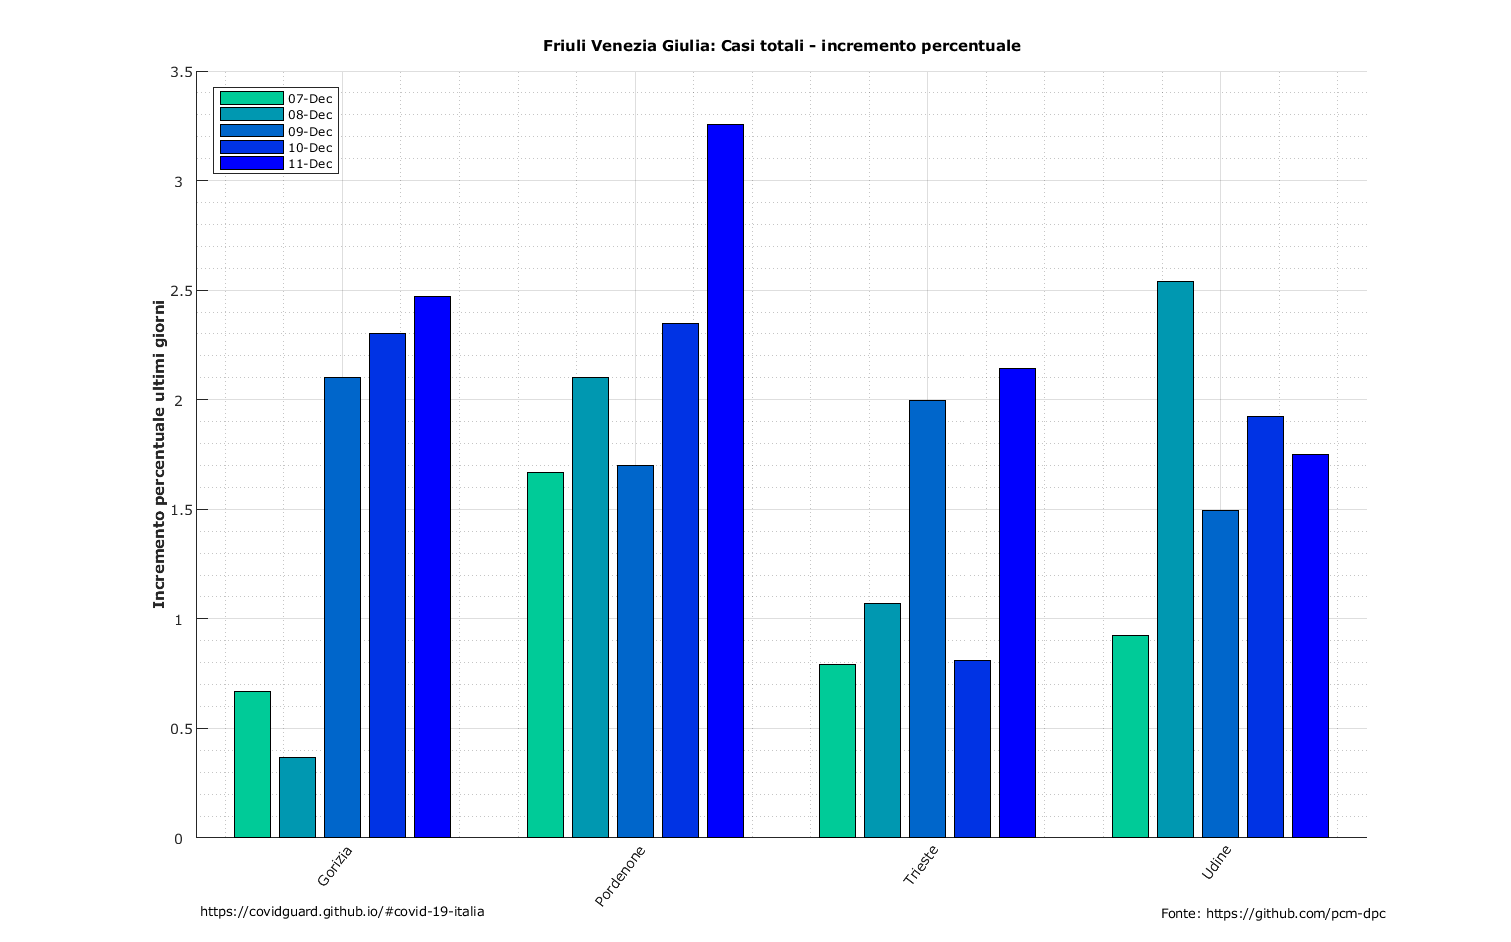 Friuli Venezia Giulia: Casi totali - incremento percentuale
3.5
3
2.5
2
1.5
1
0.5
0
Incremento percentuale ultimi giorni
07-Dec
08-Dec
09-Dec
10-Dec
11-Dec
Gorizia
Pordenone
Trieste
Udine
https://covidguard.github.io/#covid-19-italia
Fonte: https://github.com/pcm-dpc